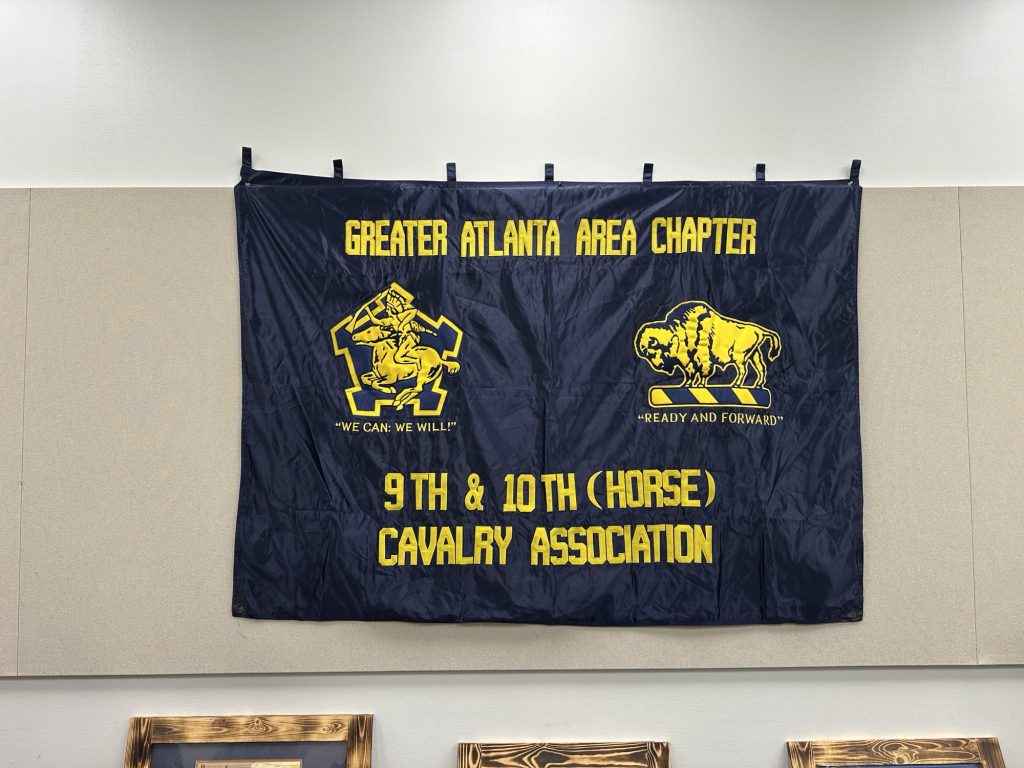 GREATER ATLANTA AREA CHAPTER
"WE CAN: WE WILL!"
"READY AND FORWARD"
9TH & 10TH (HORSE)
CAVALRY ASSOCIATION